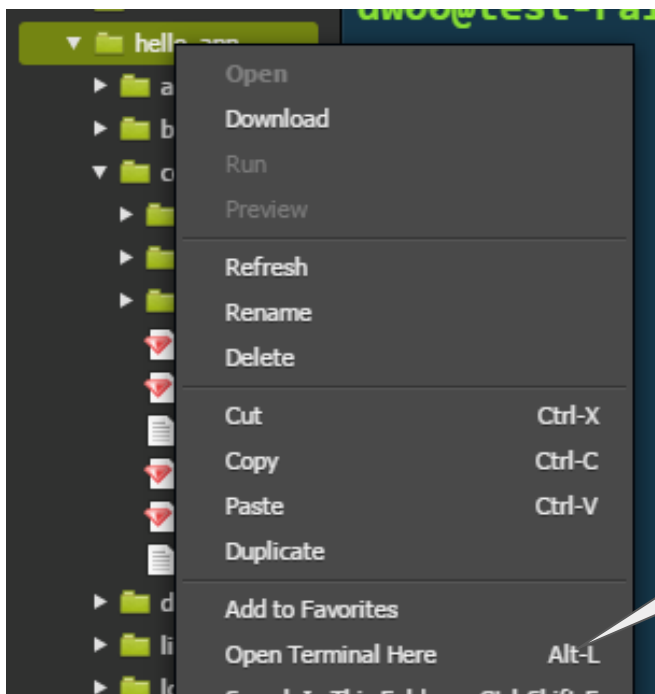 hello_app
Open
Download
Run
Preview
Refresh
Rename
Delete
Cut Ctrl-X
Copy Ctrl-C
Paste Ctrl-V
Duplicate
Add to Favorites
Open Terminal Here Alt-L